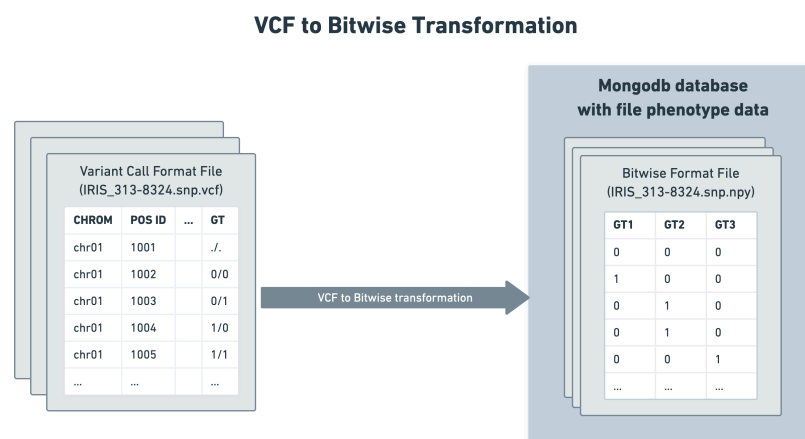 VCF to Bitwise Transformation
Variant Call Format File
(IRIS_313-8324.snp.vcf)
CHROM POS ID ... GT
chr01 1001 ./.
chr01 1002 0/0
chr01 1003 0/1
chr01 1004 1/0
chr01 1005 1/1
... ... ...
VCF to Bitwise transformation
Mongodb database
with file phenotype data
Bitwise Format File
(IRIS_313-8324.snp.npy)
GT1 GT2 GT3
0 0 0
1 0 0
0 1 0
0 1 0
0 0 1
... ... ...